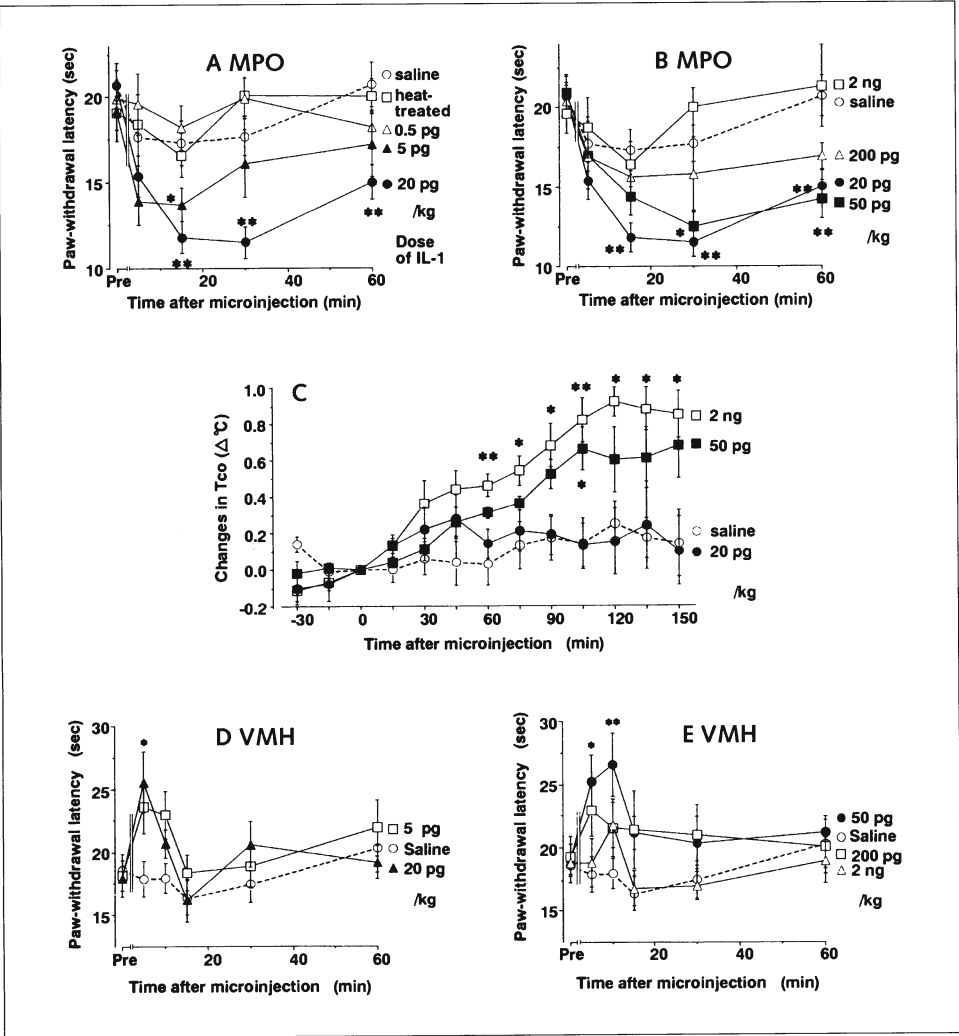 A MPO
Paw-withdrawal latency (sec)
20
15
10
saline
heat-
treated
0.5 pg
5 pg
20 pg
/kg
Dose
of IL-1
*
**
**
**
Pre
20
40
60
Time after microinjection (min)
B MPO
Paw-withdrawal latency (sec)
20
15
10
2 ng
saline
200 pg
20 pg
50 pg
/kg
**
*
**
**
**
Pre
20
40
60
Time after microinjection (min)
C
Changes in Tco (Δ℃)
1.0
0.8
0.6
0.4
0.2
0.0
-0.2
**
*
*
**
*
*
*
*
2 ng
50 pg
saline
20 pg
/kg
-30
0
30
60
90
120
150
Time after microinjection (min)
D VMH
Paw-withdrawal latency (sec)
30
25
20
15
*
5 pg
Saline
20 pg
/kg
Pre
20
40
60
Time after microinjection (min)
E VMH
Paw-withdrawal latency (sec)
30
25
20
15
*
**
50 pg
Saline
200 pg
2 ng
/kg
Pre
20
40
60
Time after microinjection (min)